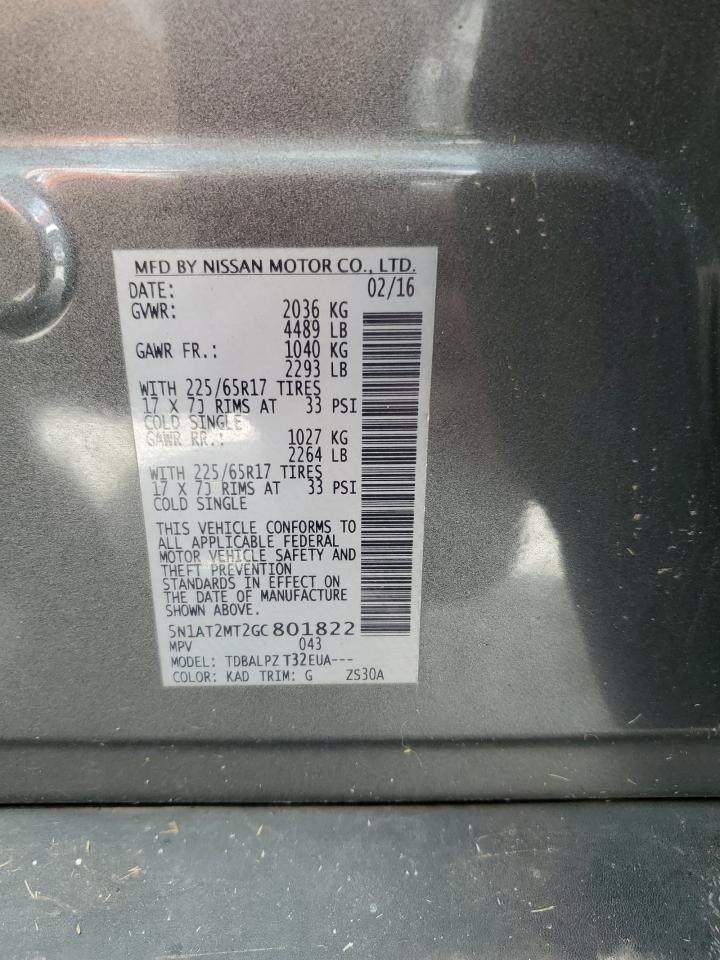 MFD BY NISSAN MOTOR CO., LTD.
DATE: 02/16
GVWR: 2036 KG
4489 LB
GAWR FR.: 1040 KG
2293 LB
WITH 225/65R17 TIRES
17 X 7J RIMS AT 33 PSI
COLD SINGLE
GAWR RR.: 1027 KG
2264 LB
WITH 225/65R17 TIRES
17 X 7J RIMS AT 33 PSI
COLD SINGLE
THIS VEHICLE CONFORMS TO
ALL APPLICABLE FEDERAL
MOTOR VEHICLE SAFETY AND
THEFT PREVENTION
STANDARDS IN EFFECT ON
THE DATE OF MANUFACTURE
SHOWN ABOVE.
5N1AT2MT2GC801822
MPV 043
MODEL: TDBALPZ T32EUA---
COLOR: KAD TRIM: G ZS30A